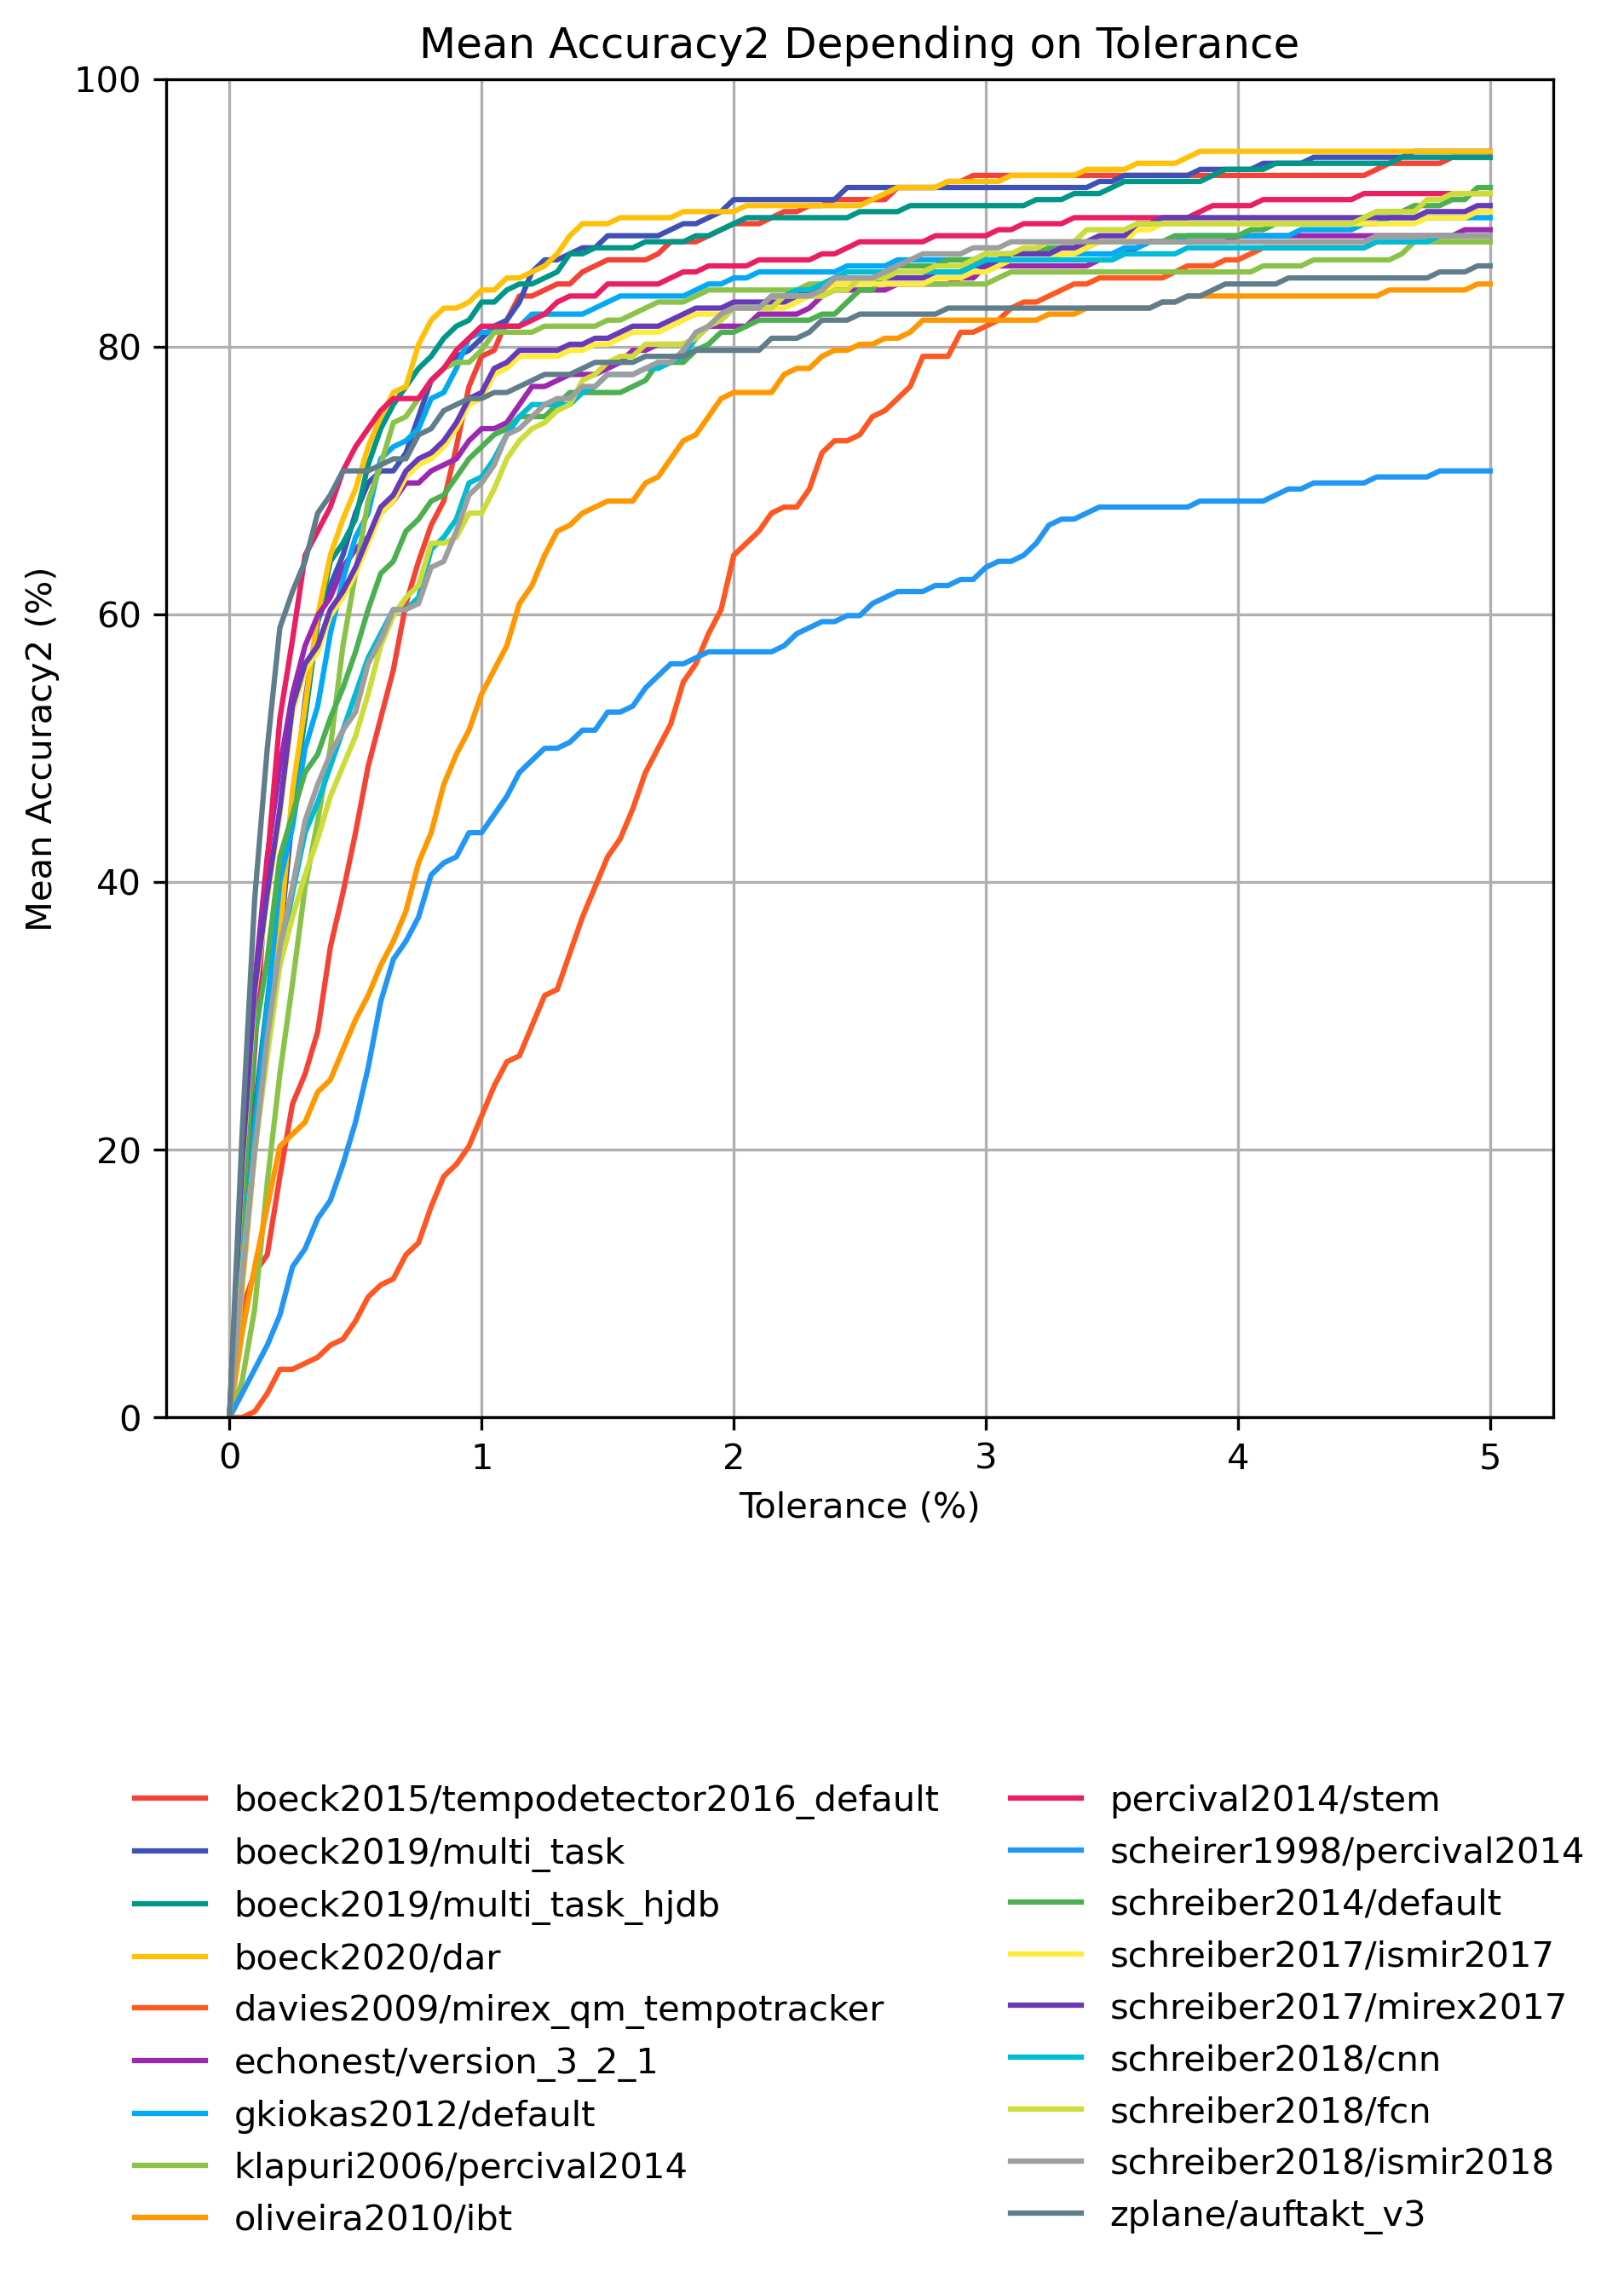 Mean Accuracy2 Depending on Tolerance
100
80
60
40
20
0
Mean Accuracy2 (%)
0 1 2 3 4 5
Tolerance (%)
boeck2015/tempodetector2016_default
boeck2019/multi_task
boeck2019/multi_task_hjdb
boeck2020/dar
davies2009/mirex_qm_tempotracker
echonest/version_3_2_1
gkiokas2012/default
klapuri2006/percival2014
oliveira2010/ibt
percival2014/stem
scheirer1998/percival2014
schreiber2014/default
schreiber2017/ismir2017
schreiber2017/mirex2017
schreiber2018/cnn
schreiber2018/fcn
schreiber2018/ismir2018
zplane/auftakt_v3